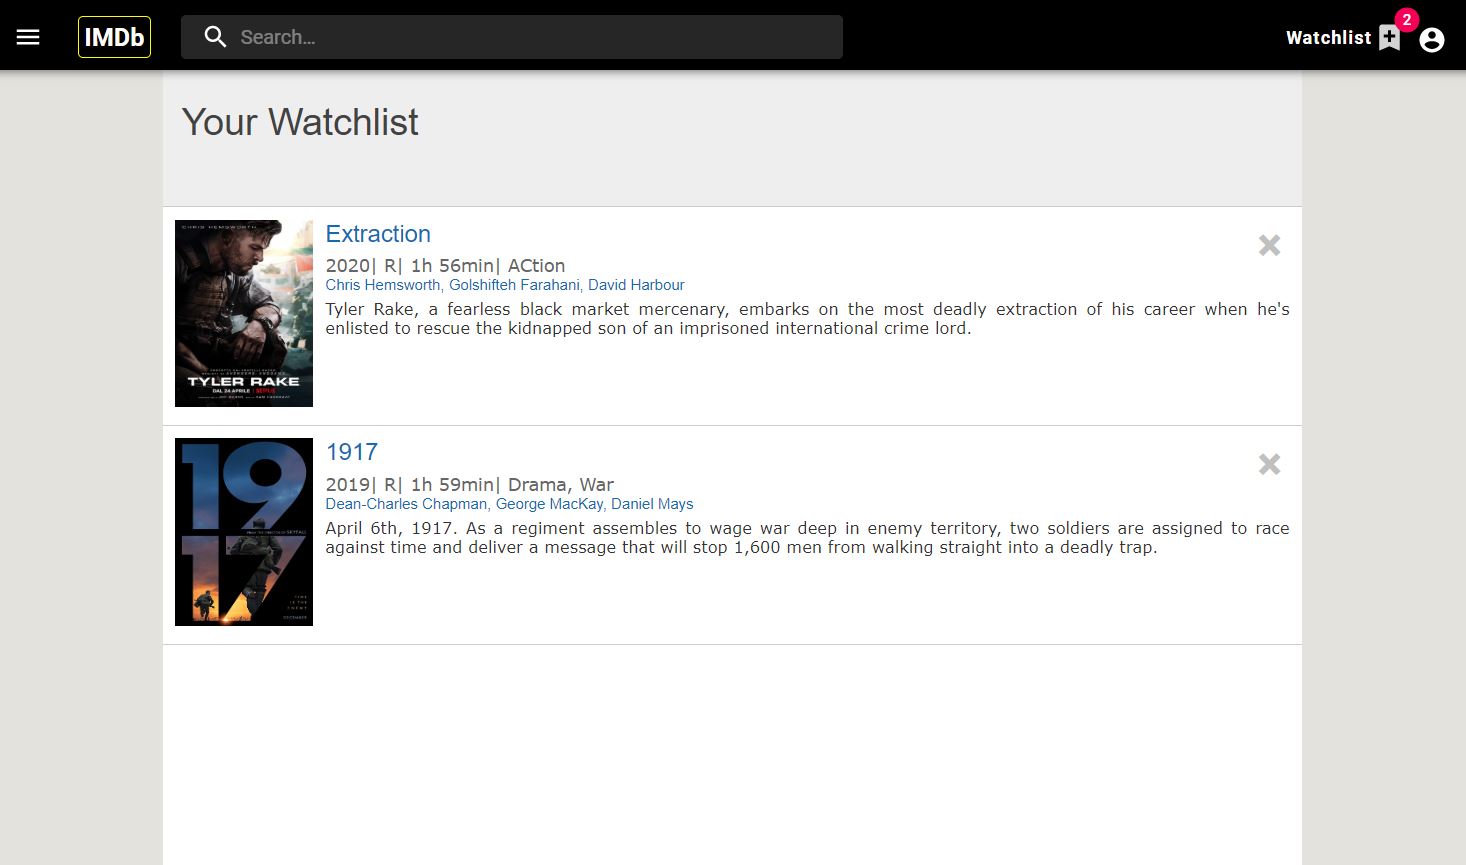 IMDb
Search...
Watchlist
2
Your Watchlist
CHRIS HEMSWORTH
TYLER RAKE
Extraction
2020| R| 1h 56min| ACtion
Chris Hemsworth, Golshifteh Farahani, David Harbour
Tyler Rake, a fearless black market mercenary, embarks on the most deadly extraction of his career when he's
enlisted to rescue the kidnapped son of an imprisoned international crime lord.
19
17
TIME
IS THE
ENEMY
DECEMBER
1917
2019| R| 1h 59min| Drama, War
Dean-Charles Chapman, George MacKay, Daniel Mays
April 6th, 1917. As a regiment assembles to wage war deep in enemy territory, two soldiers are assigned to race
against time and deliver a message that will stop 1,600 men from walking straight into a deadly trap.